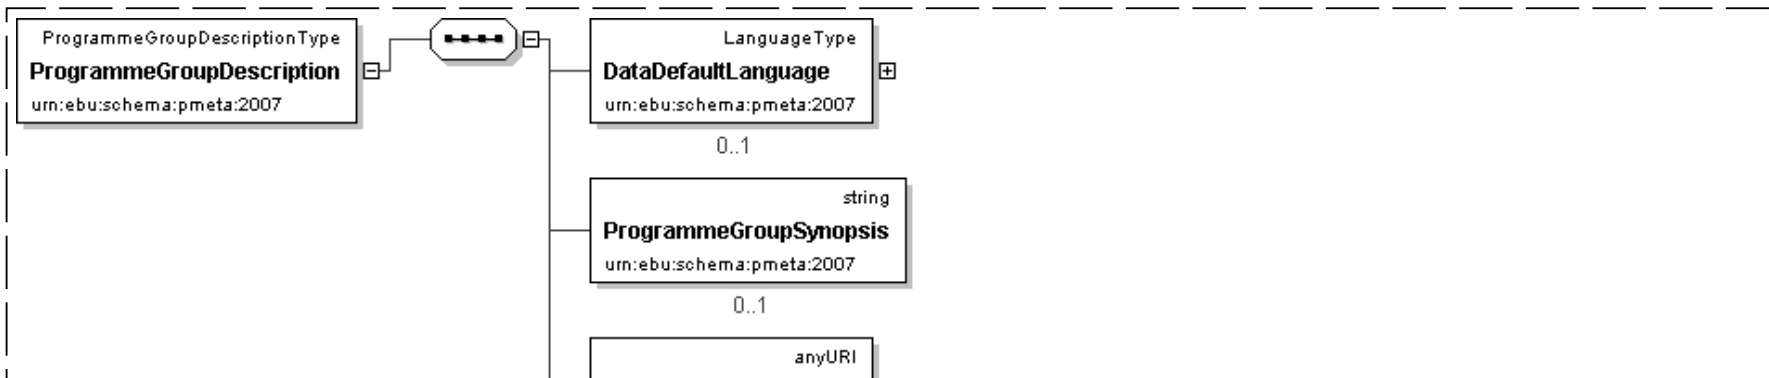 ProgrammeGroupDescriptionType
ProgrammeGroupDescription
urn:ebu:schema:pmeta:2007
LanguageType
DataDefaultLanguage
urn:ebu:schema:pmeta:2007
0..1
string
ProgrammeGroupSynopsis
urn:ebu:schema:pmeta:2007
0..1
anyURI